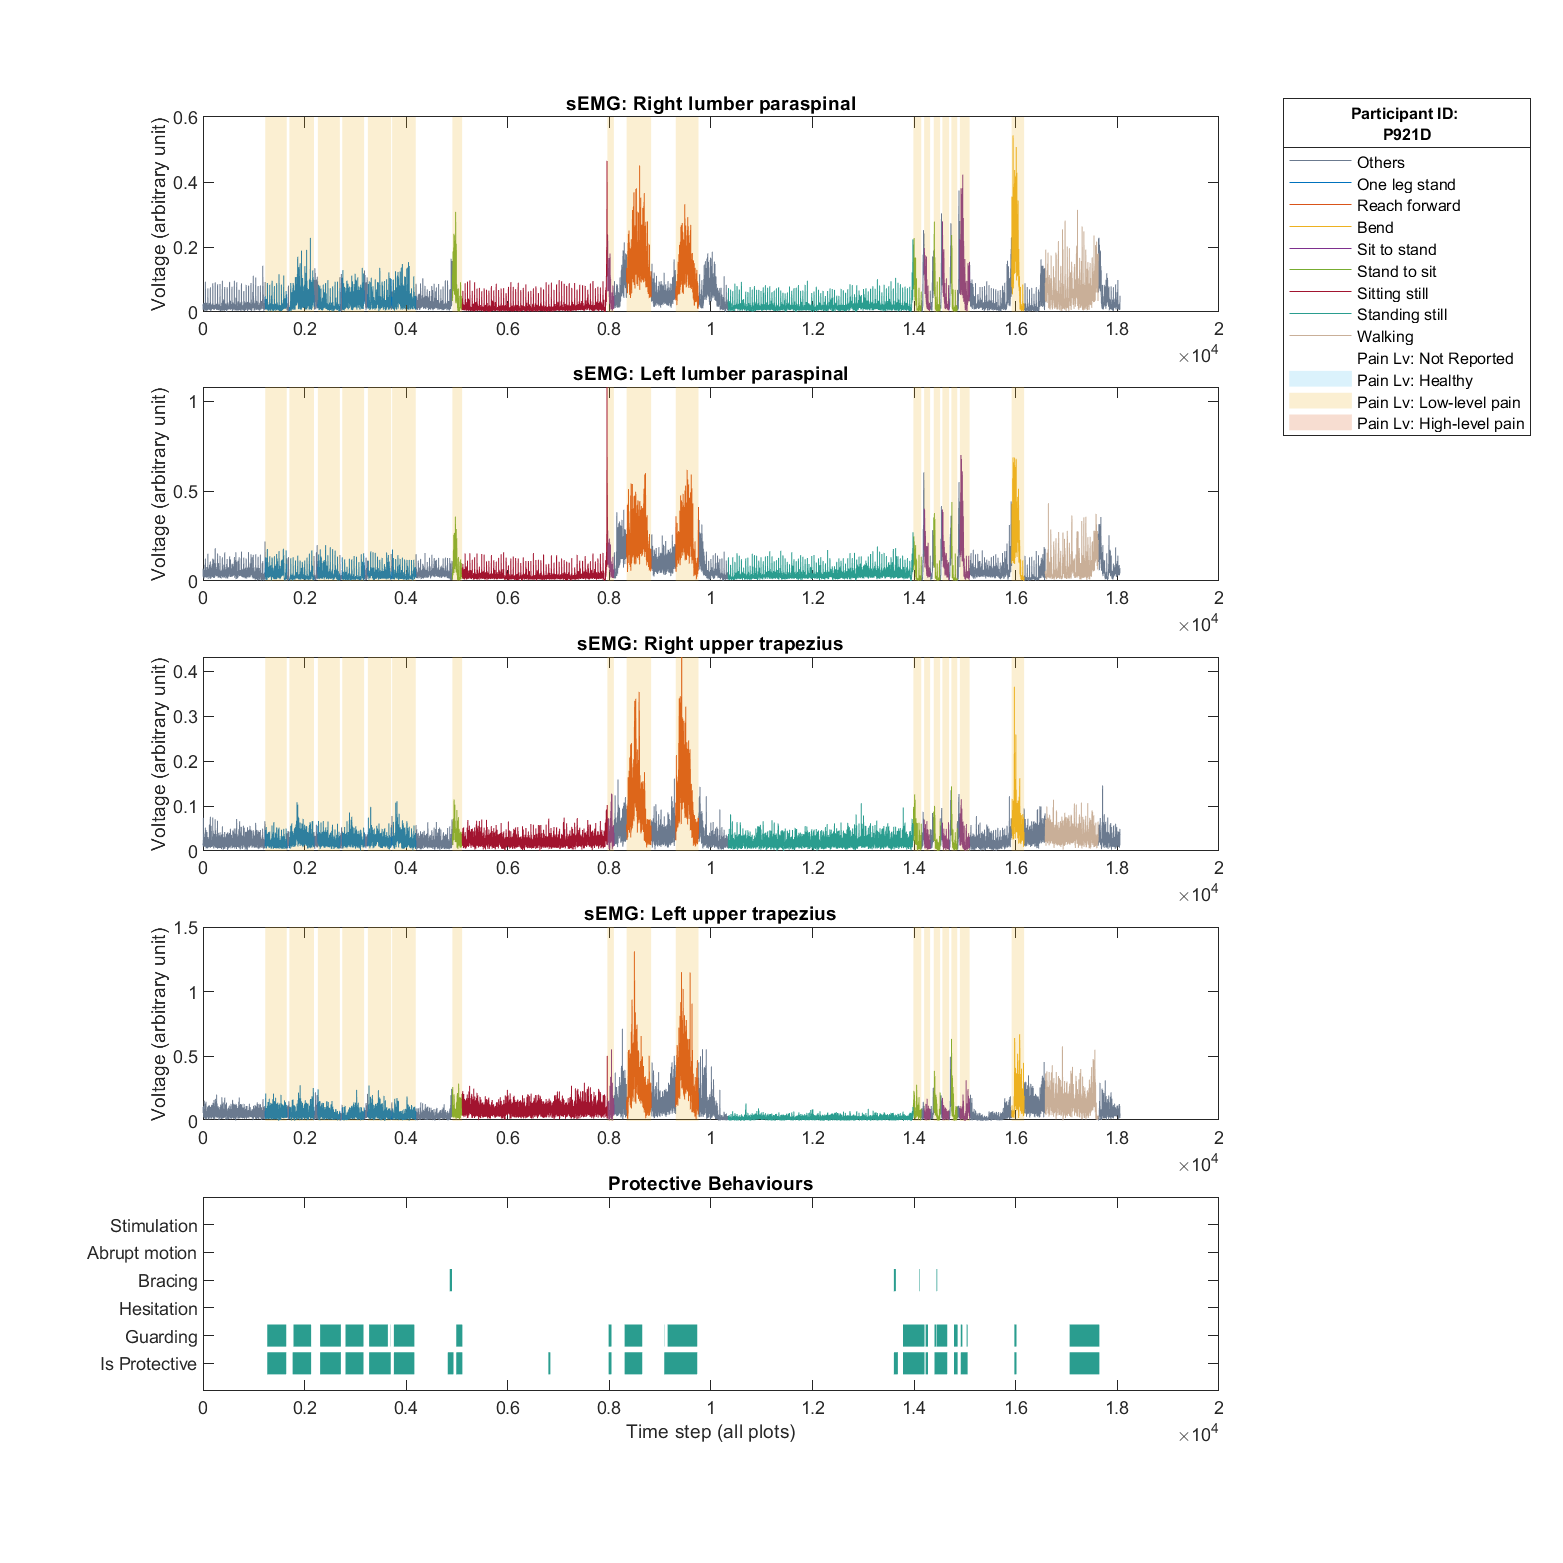 sEMG: Right lumber paraspinal
Voltage (arbitrary unit)
0.6
0.4
0.2
0
0 0.2 0.4 0.6 0.8 1 1.2 1.4 1.6 1.8 2
×10^4
sEMG: Left lumber paraspinal
Voltage (arbitrary unit)
1
0.5
0
0 0.2 0.4 0.6 0.8 1 1.2 1.4 1.6 1.8 2
×10^4
sEMG: Right upper trapezius
Voltage (arbitrary unit)
0.4
0.3
0.2
0.1
0
0 0.2 0.4 0.6 0.8 1 1.2 1.4 1.6 1.8 2
×10^4
sEMG: Left upper trapezius
Voltage (arbitrary unit)
1.5
1
0.5
0
0 0.2 0.4 0.6 0.8 1 1.2 1.4 1.6 1.8 2
×10^4
Protective Behaviours
Stimulation
Abrupt motion
Bracing
Hesitation
Guarding
Is Protective
0 0.2 0.4 0.6 0.8 1 1.2 1.4 1.6 1.8 2
Time step (all plots)
×10^4
Participant ID:
P921D
Others
One leg stand
Reach forward
Bend
Sit to stand
Stand to sit
Sitting still
Standing still
Walking
Pain Lv: Not Reported
Pain Lv: Healthy
Pain Lv: Low-level pain
Pain Lv: High-level pain